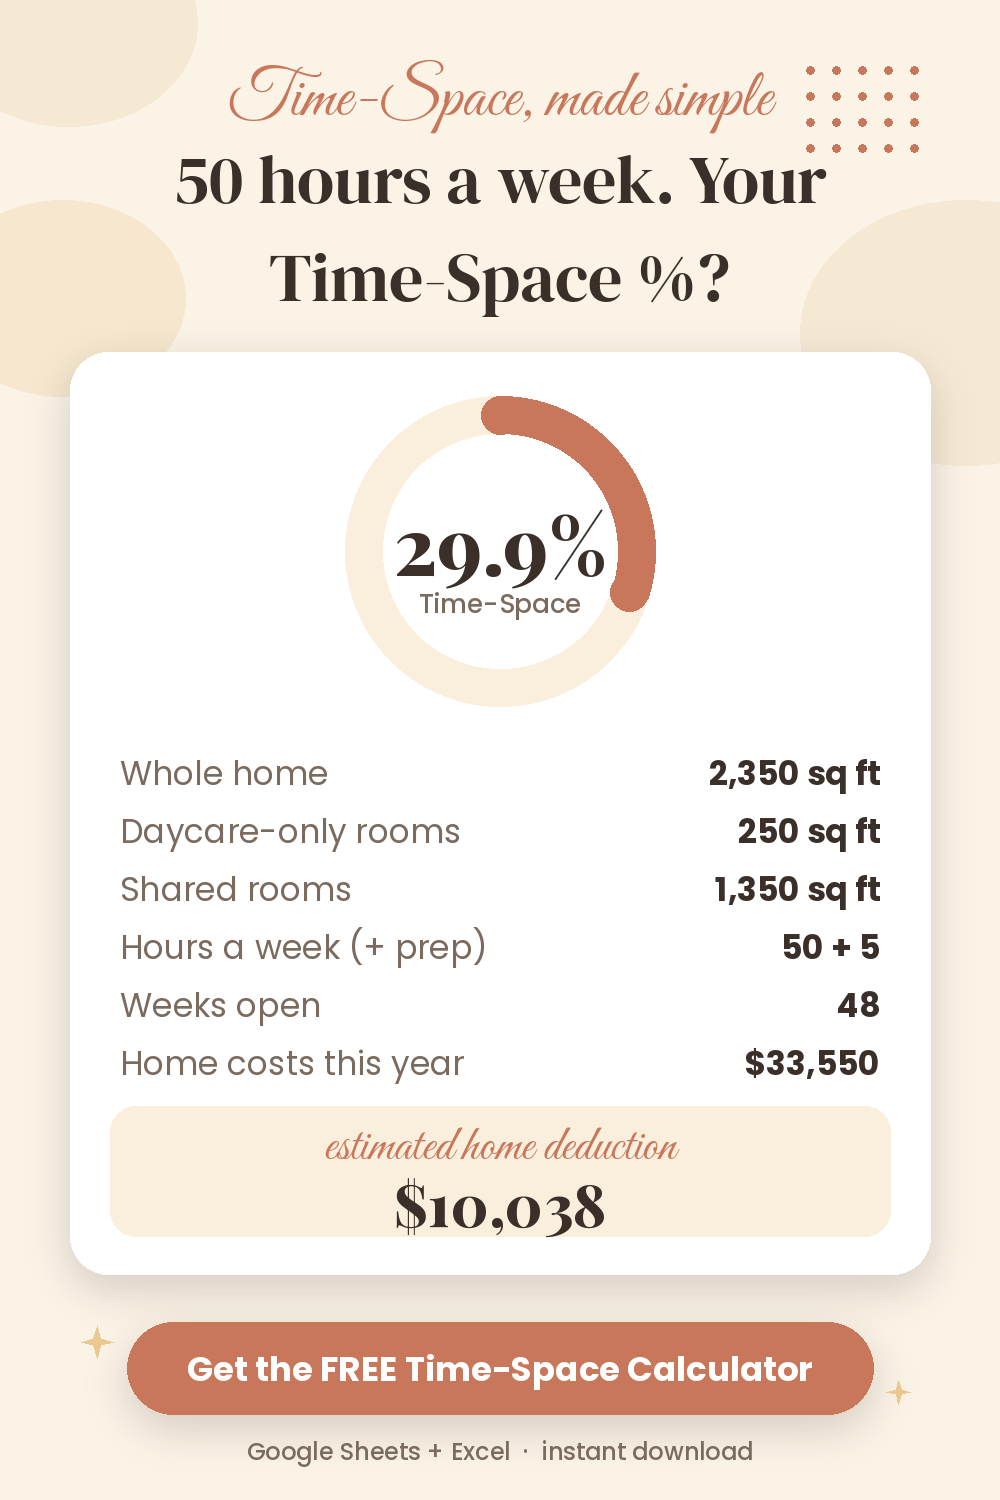 Time-Space, made simple
50 hours a week. Your
Time-Space %?
29.9%
Time-Space
Whole home 2,350 sq ft
Daycare-only rooms 250 sq ft
Shared rooms 1,350 sq ft
Hours a week (+ prep) 50 + 5
Weeks open 48
Home costs this year $33,550
estimated home deduction
$10,038
Get the FREE Time-Space Calculator
Google Sheets + Excel · instant download